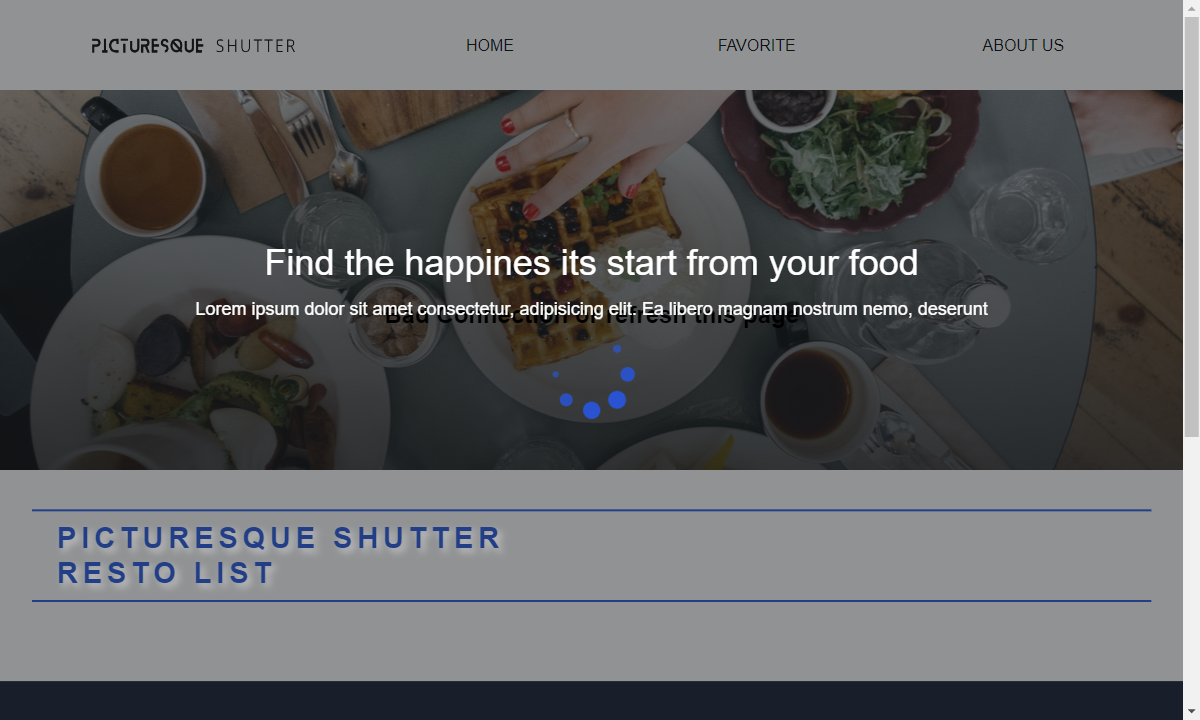 PICTURESQUE SHUTTER HOME FAVORITE ABOUT US
Find the happines its start from your food
Lorem ipsum dolor sit amet consectetur, adipisicing elit. Ea libero magnam nostrum nemo, deserunt
Bad Connection or refresh this page
PICTURESQUE SHUTTER
RESTO LIST